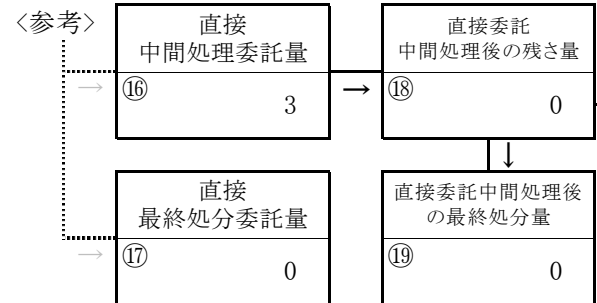 〈参考〉
直接
中間処理委託量
⑯
3
→
→
直接委託
中間処理後の残さ量
⑱
0
↓
直接
最終処分委託量
⑰
0
→
直接委託中間処理後
の最終処分量
⑲
0